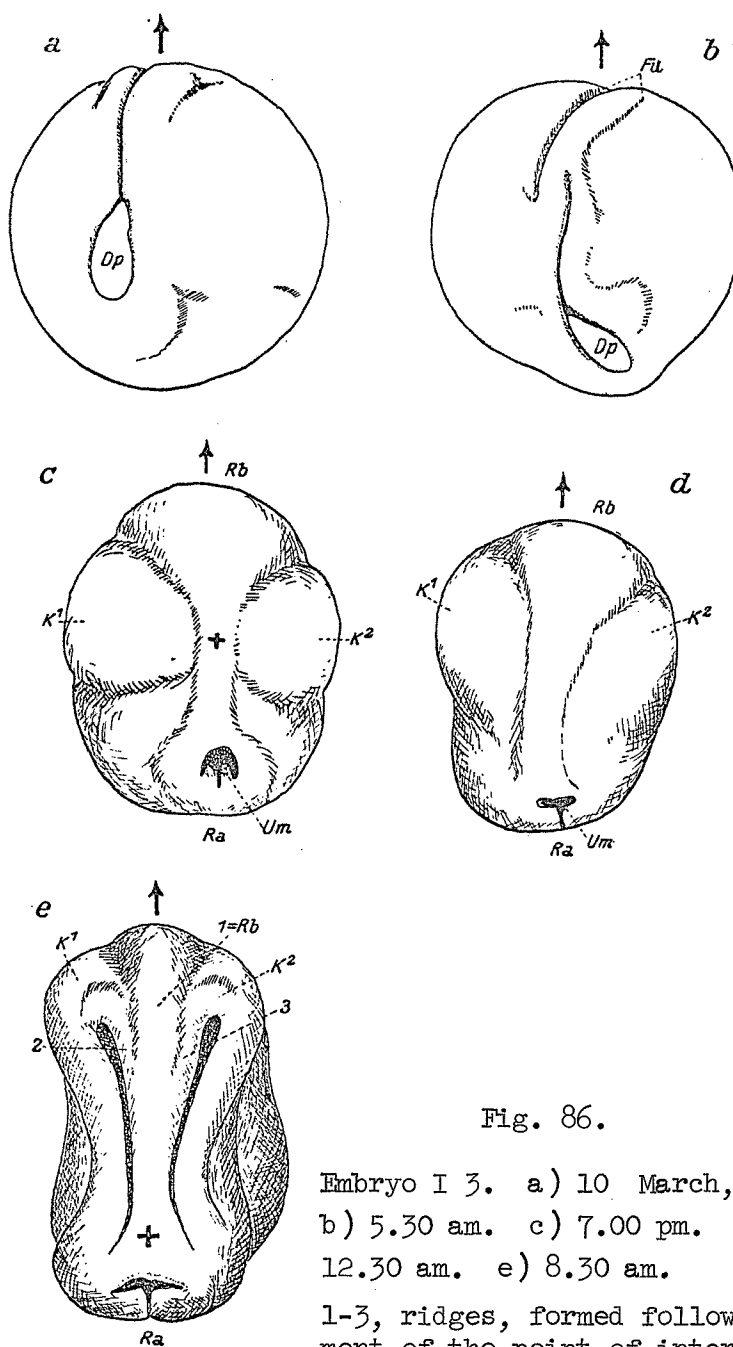 a
b
Fu
Dp
Dp
c
Rb
d
Rb
K¹
K²
K¹
K²
Ra
Um
Ra
Um
e
K¹
1=Rb
K²
3
2
Ra
Fig. 86.
Embryo I 3. a) 10 March,
b) 5.30 am. c) 7.00 pm.
12.30 am. e) 8.30 am.
1-3, ridges, formed follow
ment of the point of inter